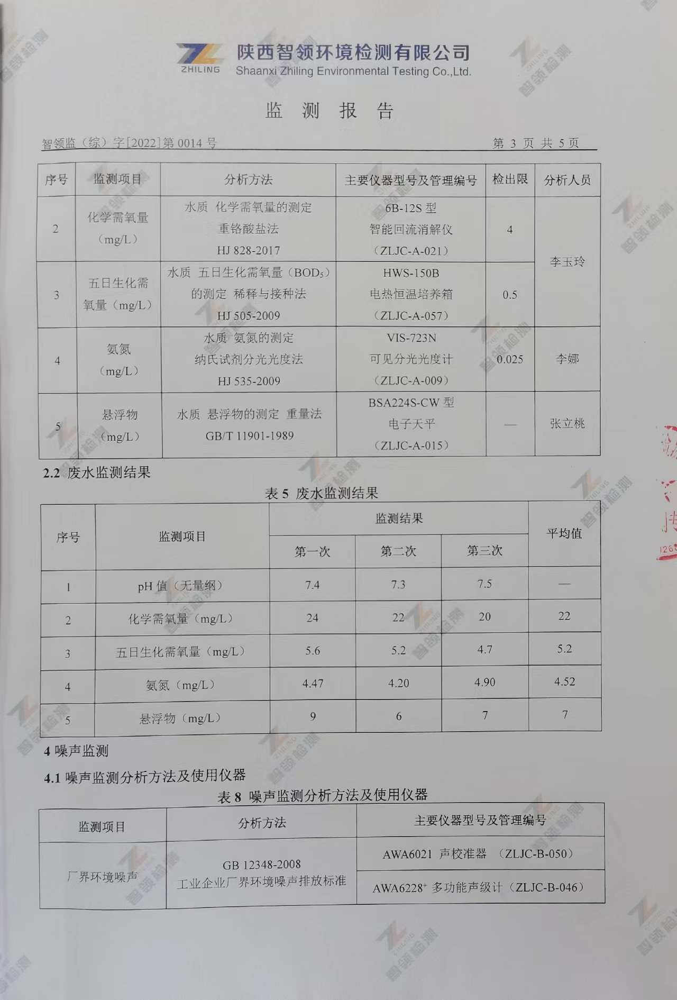 ZHILING
陕西智领环境检测有限公司
Shaanxi Zhiling Environmental Testing Co.,Ltd.
监测报告
智领监（综）字[2022]第 0014 号
第 3 页 共 5 页
序号 监测项目 分析方法 主要仪器型号及管理编号 检出限 分析人员
2
化学需氧量
（mg/L）
水质 化学需氧量的测定
重铬酸盐法
HJ 828-2017
6B-12S 型
智能回流消解仪
（ZLJC-A-021）
4
李玉玲
3
五日生化需
氧量（mg/L）
水质 五日生化需氧量（BOD₅）
的测定 稀释与接种法
HJ 505-2009
HWS-150B
电热恒温培养箱
（ZLJC-A-057）
0.5
4
氨氮
（mg/L）
水质 氨氮的测定
纳氏试剂分光光度法
HJ 535-2009
VIS-723N
可见分光光度计
（ZLJC-A-009）
0.025
李娜
5
悬浮物
（mg/L）
水质 悬浮物的测定 重量法
GB/T 11901-1989
BSA224S-CW 型
电子天平
（ZLJC-A-015）
—
张立桃
2.2 废水监测结果
表 5 废水监测结果
序号 监测项目 监测结果 平均值
第一次 第二次 第三次
1 pH 值（无量纲） 7.4 7.3 7.5 —
2 化学需氧量（mg/L） 24 22 20 22
3 五日生化需氧量（mg/L） 5.6 5.2 4.7 5.2
4 氨氮（mg/L） 4.47 4.20 4.90 4.52
5 悬浮物（mg/L） 9 6 7 7
4 噪声监测
4.1 噪声监测分析方法及使用仪器
表 8 噪声监测分析方法及使用仪器
监测项目 分析方法 主要仪器型号及管理编号
厂界环境噪声
GB 12348-2008
工业企业厂界环境噪声排放标准
AWA6021 声校准器 （ZLJC-B-050）
AWA6228⁺ 多功能声级计（ZLJC-B-046）
智领检测
ZHILING